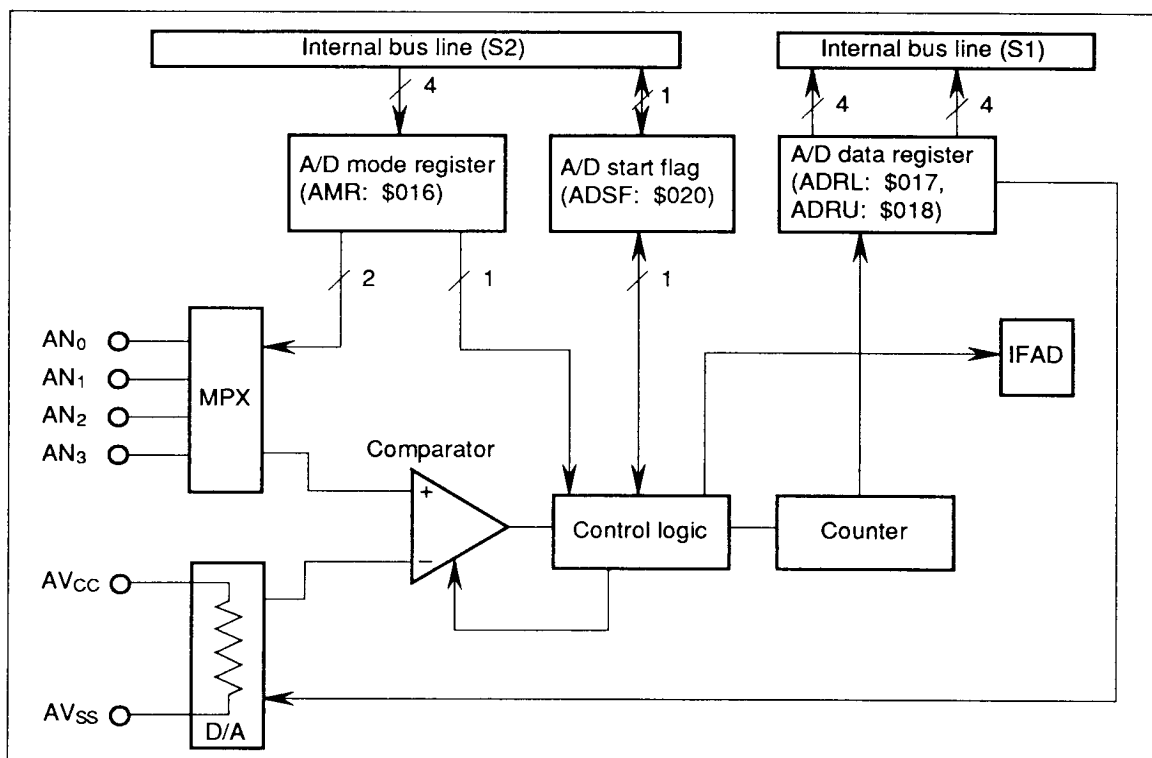 Internal bus line (S2)
Internal bus line (S1)
4
1
4
4
A/D mode register
(AMR: $016)
A/D start flag
(ADSF: $020)
A/D data register
(ADRL: $017,
ADRU: $018)
2
1
1
AN0
AN1
AN2
AN3
MPX
IFAD
Comparator
+
−
Control logic
Counter
AVCC
AVSS
D/A